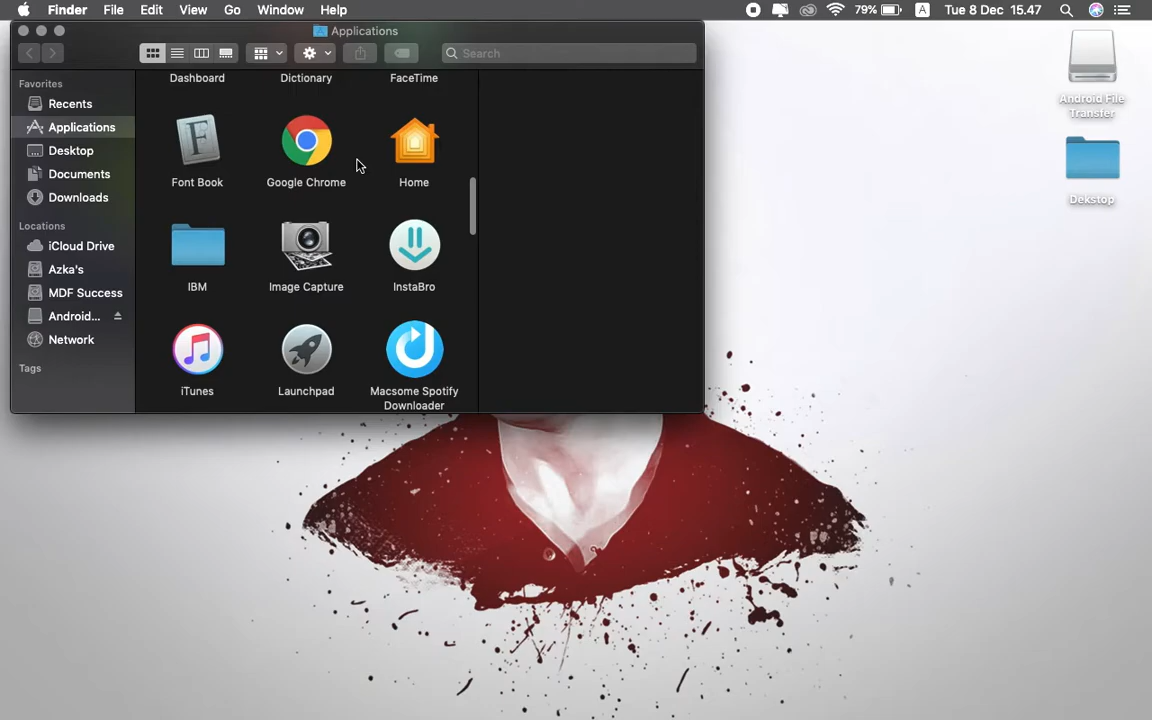 Finder File Edit View Go Window Help 79% A Tue 8 Dec 15.47
Applications
Search
Favorites
Recents
Applications
Desktop
Documents
Downloads
Locations
iCloud Drive
Azka's
MDF Success
Android...
Network
Tags
Dashboard Dictionary FaceTime
Font Book Google Chrome Home
IBM Image Capture InstaBro
iTunes Launchpad Macsome Spotify
Downloader
Android File
Transfer
Dekstop